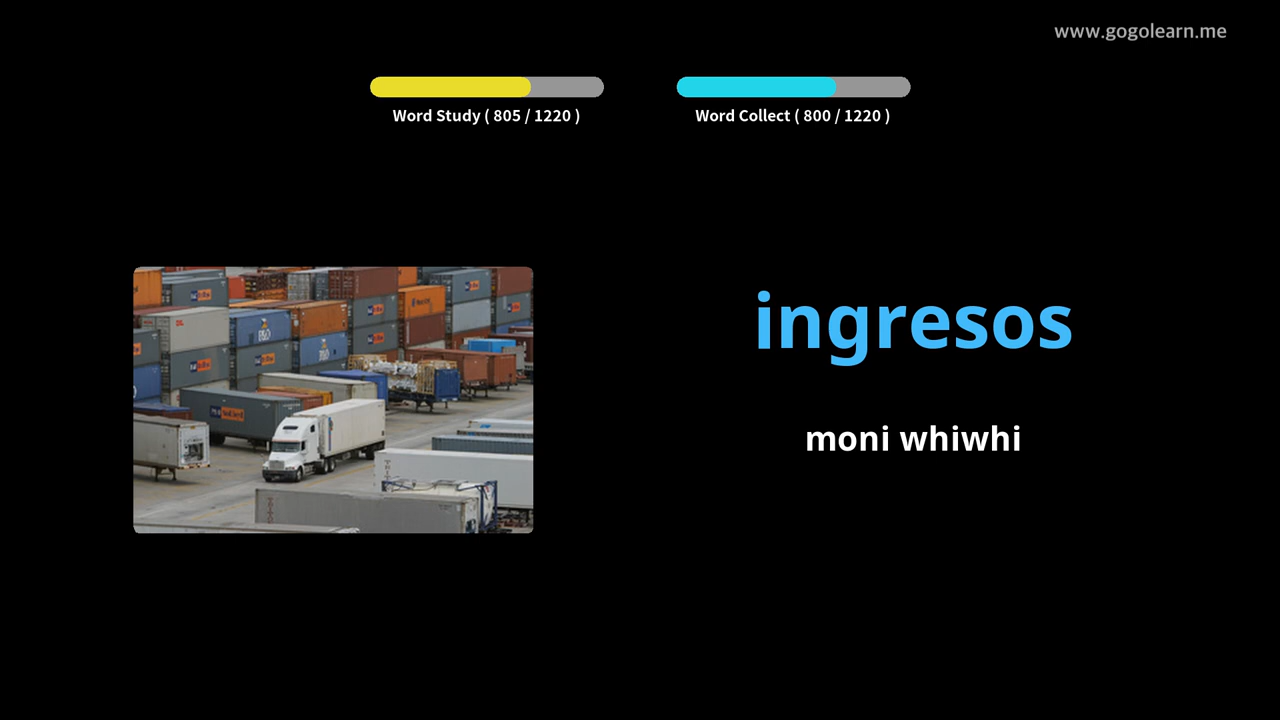 www.gogolearn.me
Word Study ( 805 / 1220 )
Word Collect ( 800 / 1220 )
ingresos
moni whiwhi